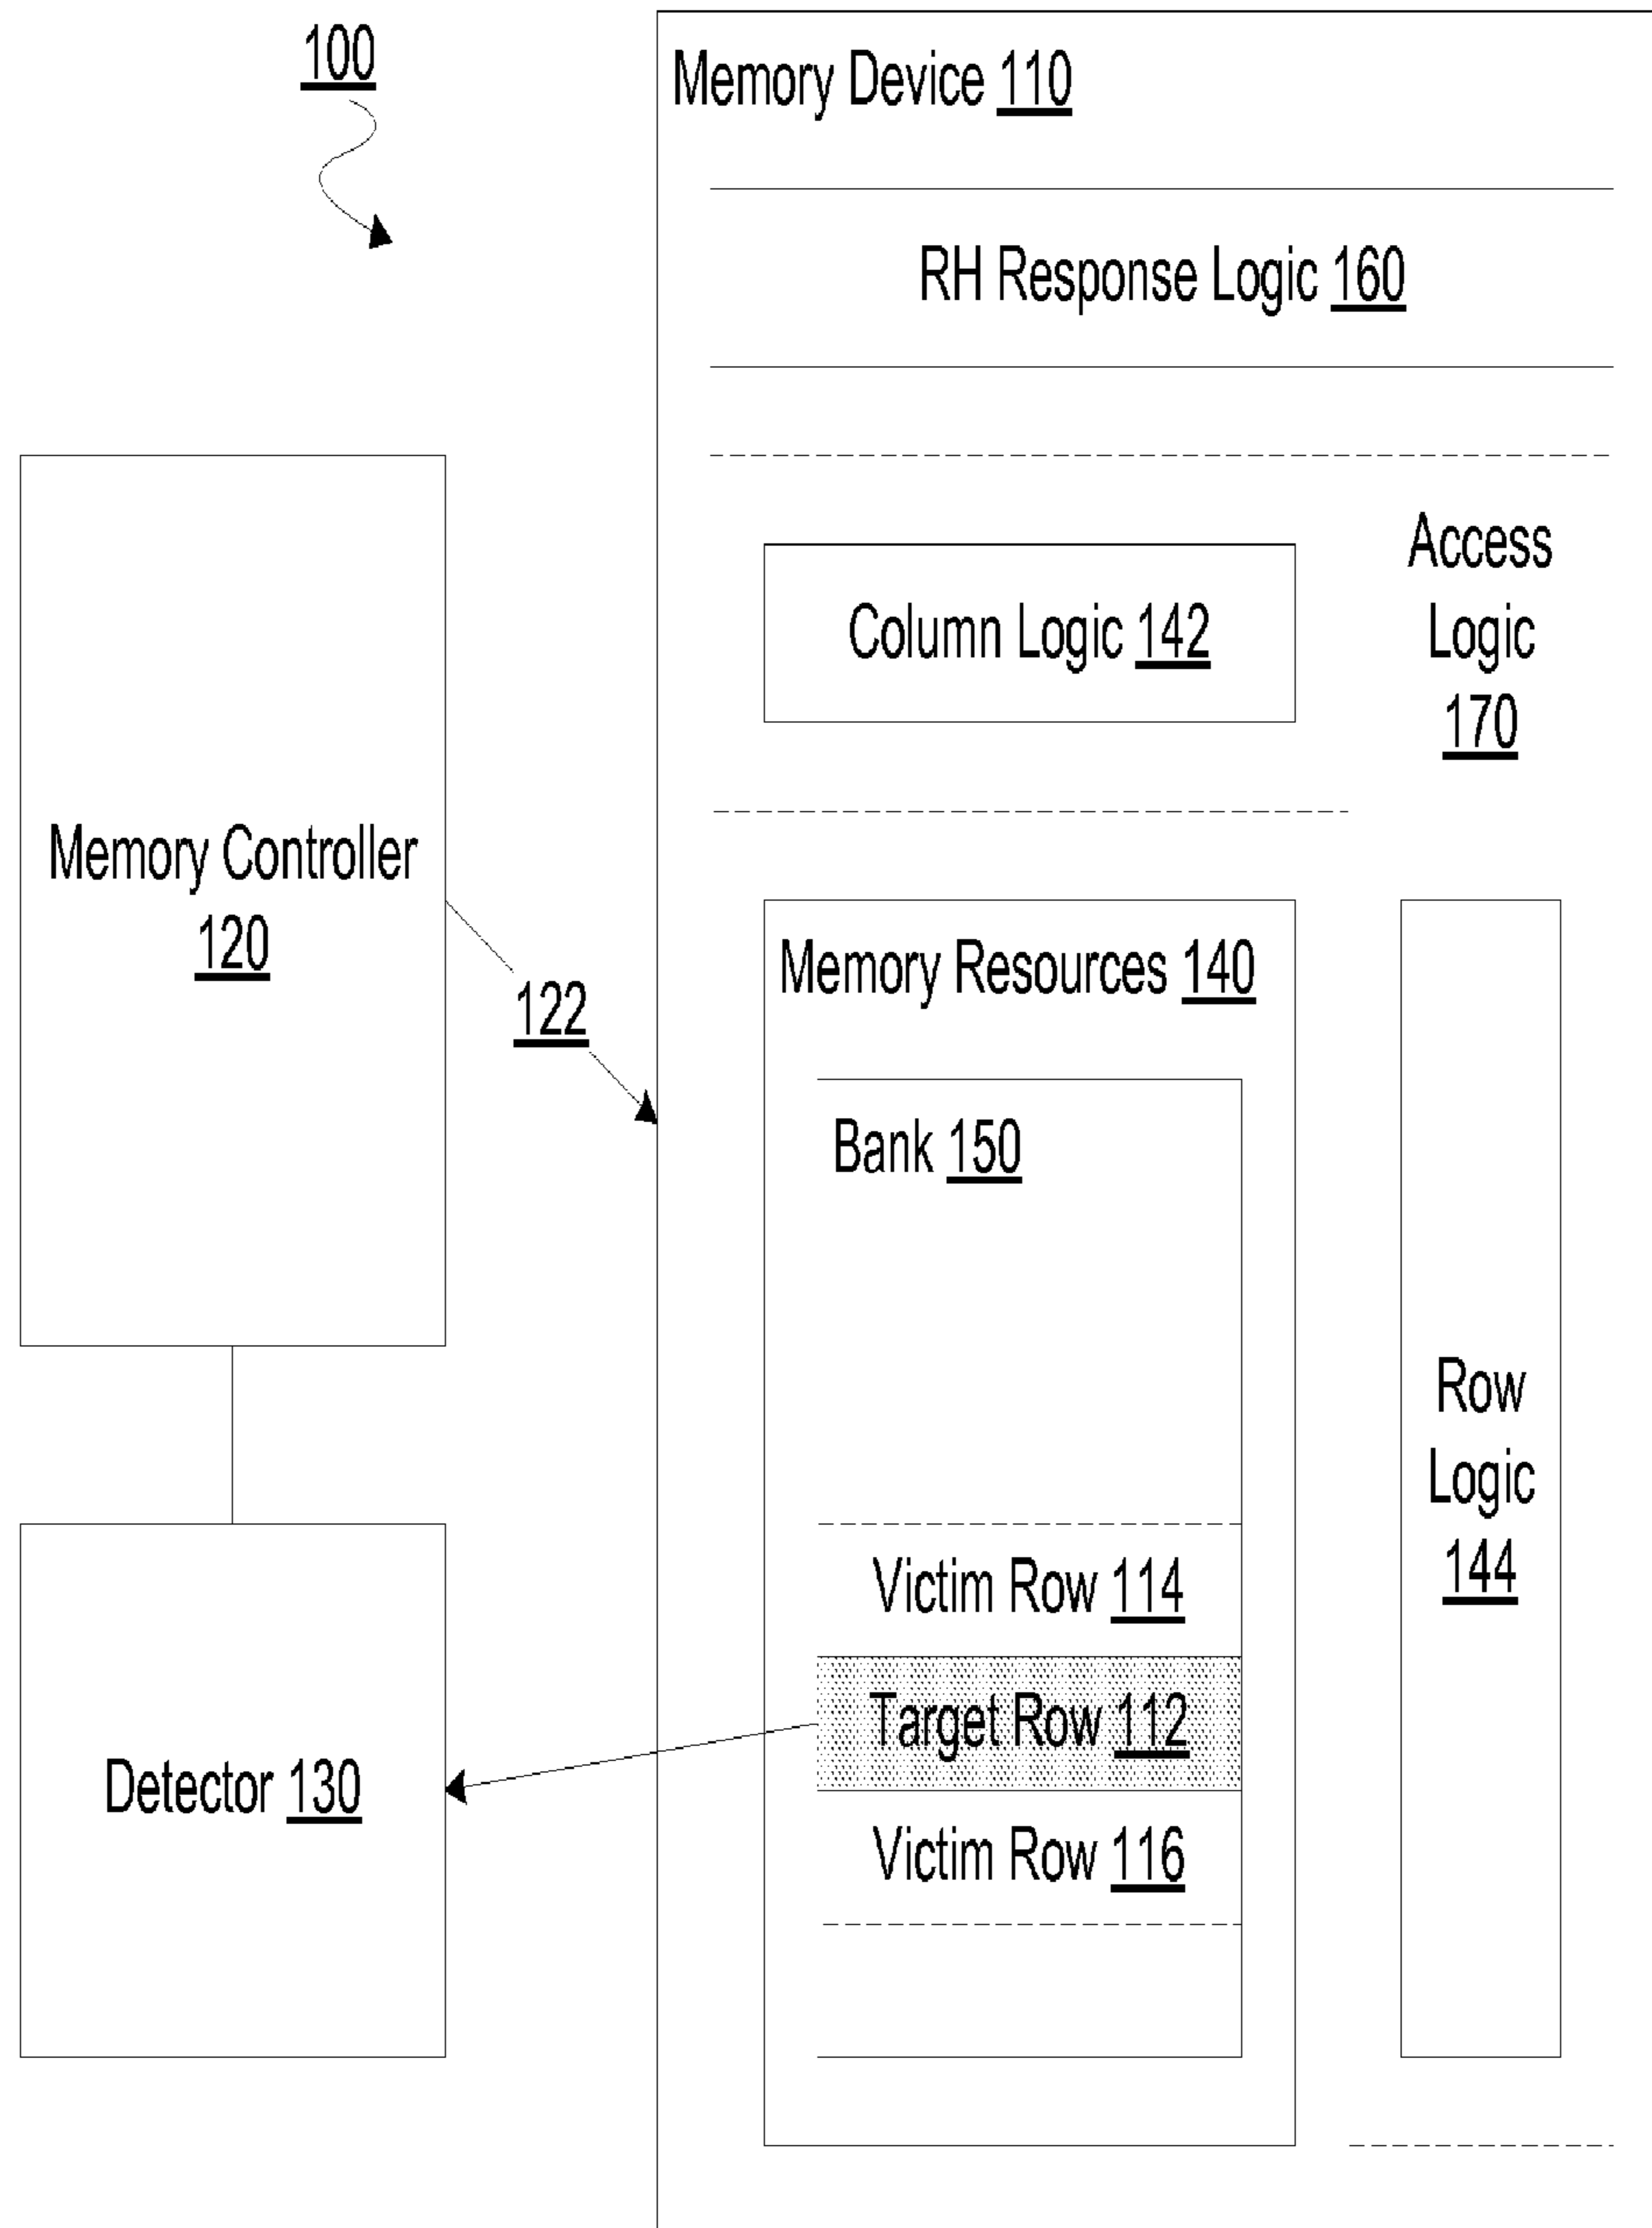 100
Memory Device 110
RH Response Logic 160
Access
Logic
170
Column Logic 142
Memory Controller
120
122
Memory Resources 140
Bank 150
Row
Logic
144
Victim Row 114
Target Row 112
Victim Row 116
Detector 130